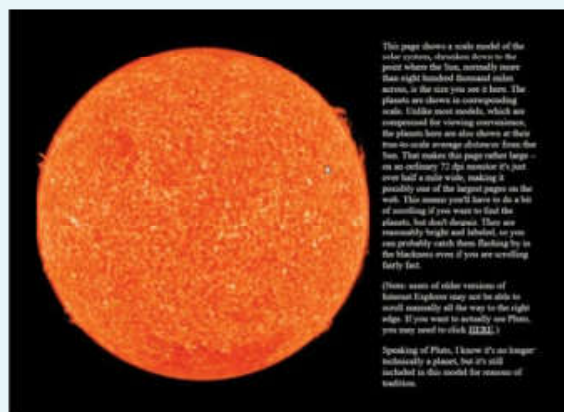 This page shows a scale model of the
solar system, shrunken down to the
point where the Sun, normally more
than eight hundred thousand miles
across, is the size you see it here. The
planets are shown in corresponding
scale. Unlike most models, which are
compressed for viewing convenience,
the planets here are also shown at their
true-to-scale average distances from the
Sun. That makes this page rather large -
on an ordinary 72 dpi monitor it's just
over half a mile wide, making it
possibly one of the largest pages on the
web. This means you'll have to do a bit
of scrolling if you want to find the
planets, but don't despair. They are
reasonably bright and labeled, so you
can probably catch them flashing by in
the blackness even if you are scrolling
fairly fast.
(Note: users of older versions of
Internet Explorer may not be able to
scroll manually all the way to the right
edge. If you want to actually see Pluto,
you may need to click HERE.)
Speaking of Pluto, I know it's no longer
technically a planet, but it's still
included in this model for reasons of
tradition.